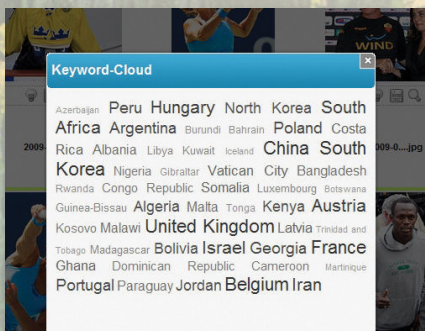 WIND
Keyword-Cloud
2009-
009-0....jpg
Azerbaijan Peru Hungary North Korea South
Africa Argentina Burundi Bahrain Poland Costa
Rica Albania Libya Kuwait Iceland China South
Korea Nigeria Gibraltar Vatican City Bangladesh
Rwanda Congo Republic Somalia Luxembourg Botswana
Guinea-Bissau Algeria Malta Tonga Kenya Austria
Kosovo Malawi United Kingdom Latvia Trinidad and
Tobago Madagascar Bolivia Israel Georgia France
Ghana Dominican Republic Cameroon Martinique
Portugal Paraguay Jordan Belgium Iran